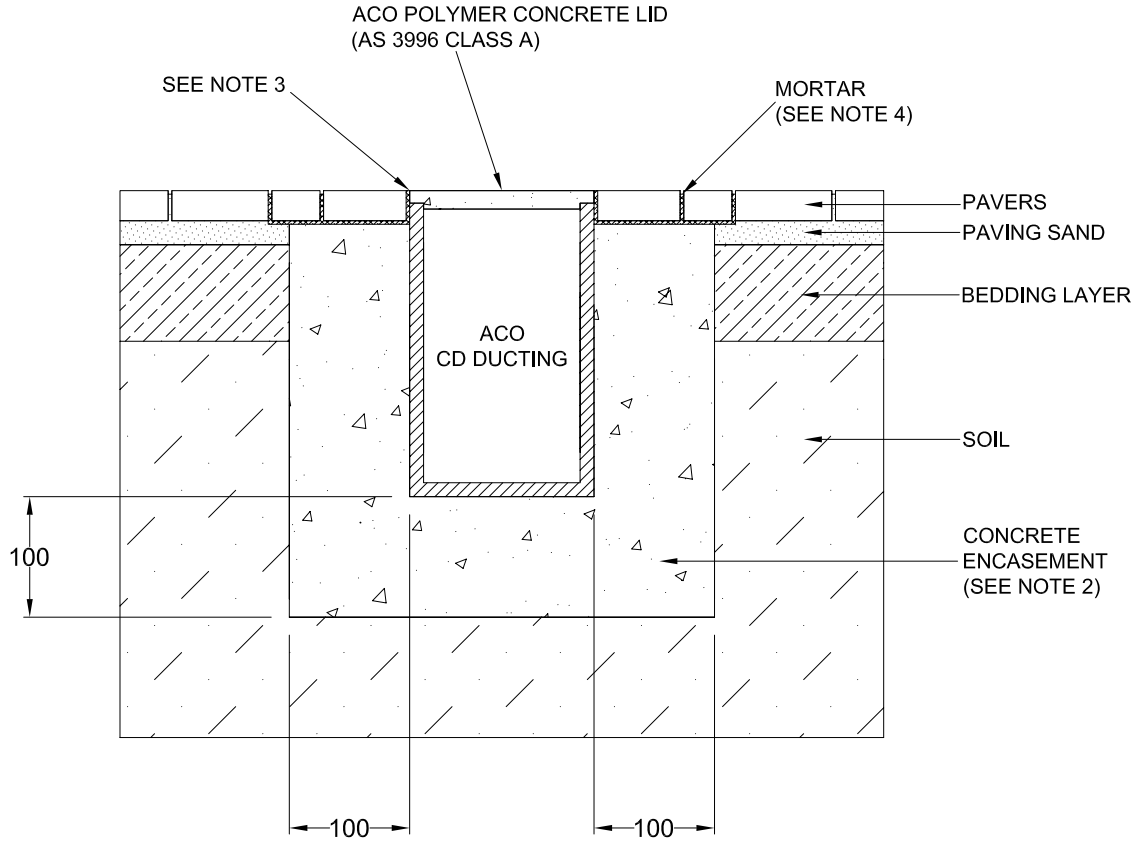 ACO POLYMER CONCRETE LID
(AS 3996 CLASS A)
SEE NOTE 3
MORTAR
(SEE NOTE 4)
PAVERS
PAVING SAND
BEDDING LAYER
ACO
CD DUCTING
SOIL
CONCRETE
ENCASEMENT
(SEE NOTE 2)
100
100
100